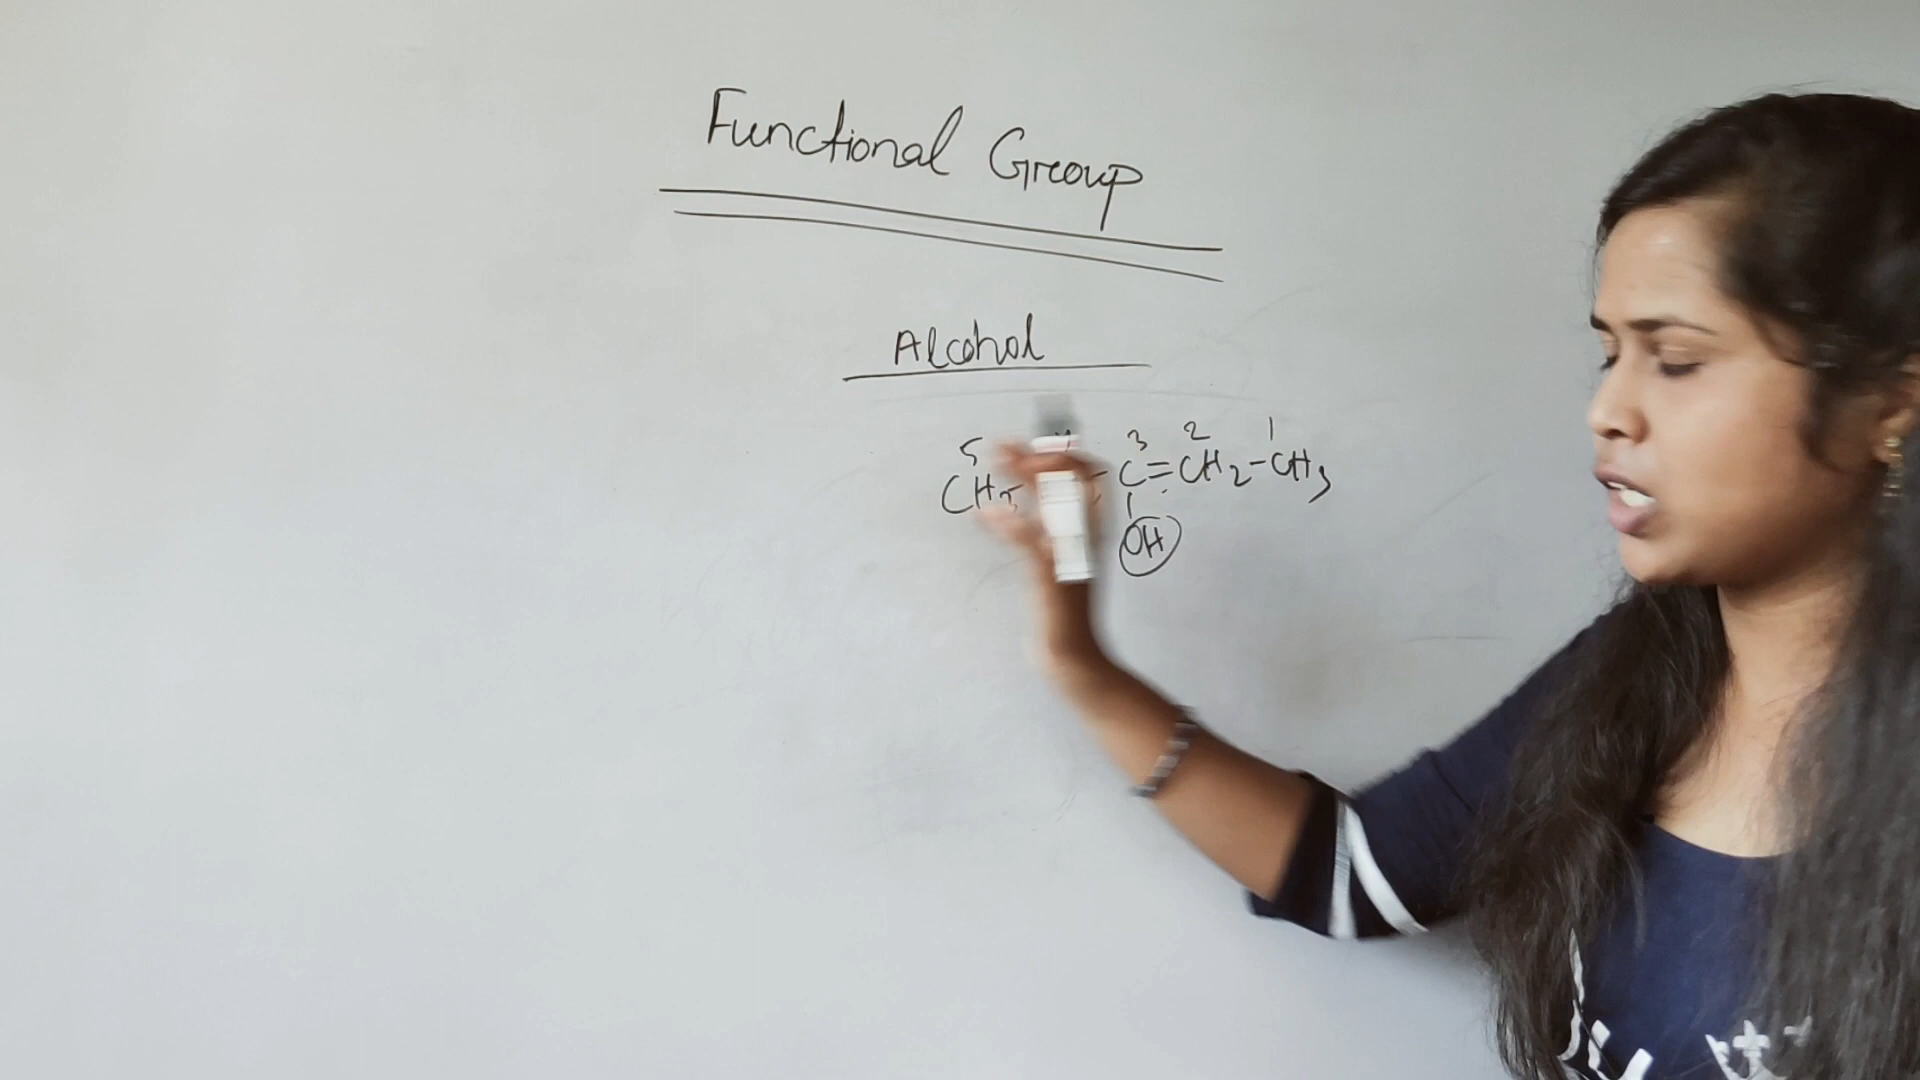 Functional Group
Alcohol
5 3 2 1
CH3 - C = CH2 - CH3
OH